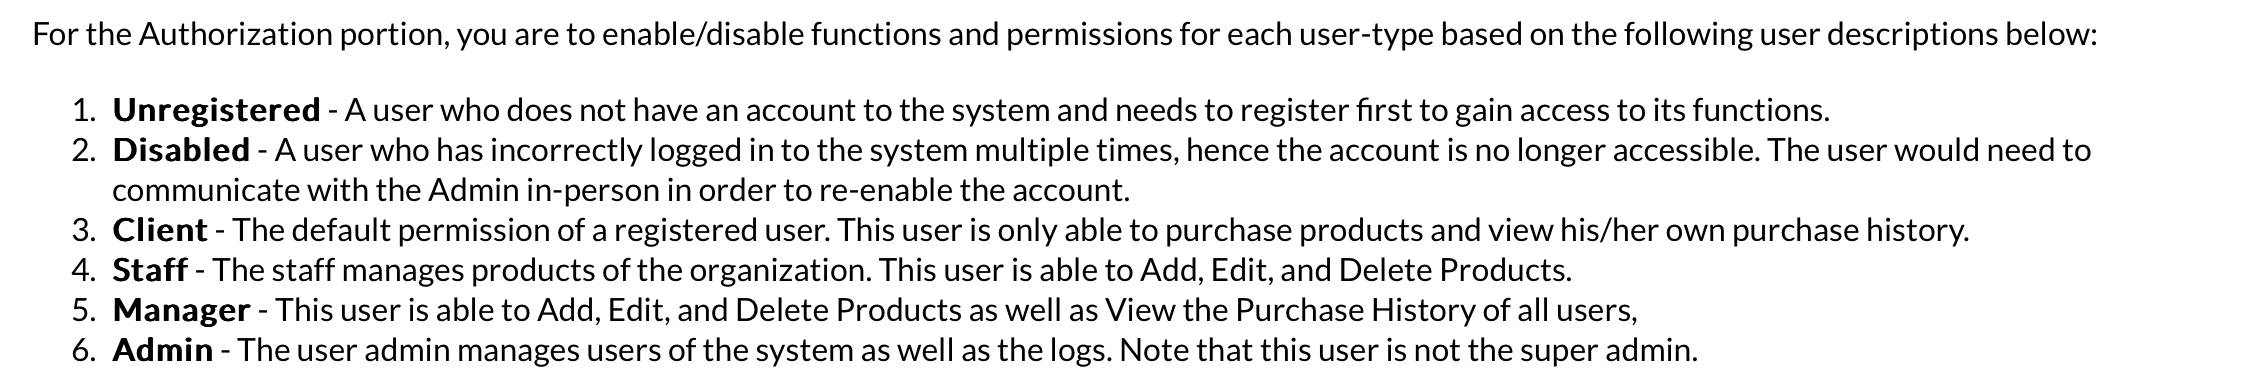 For the Authorization portion, you are to enable/disable functions and permissions for each user-type based on the following user descriptions below:
1. Unregistered - A user who does not have an account to the system and needs to register first to gain access to its functions.
2. Disabled - A user who has incorrectly logged in to the system multiple times, hence the account is no longer accessible. The user would need to
communicate with the Admin in-person in order to re-enable the account.
3. Client - The default permission of a registered user. This user is only able to purchase products and view his/her own purchase history.
4. Staff - The staff manages products of the organization. This user is able to Add, Edit, and Delete Products.
5. Manager - This user is able to Add, Edit, and Delete Products as well as View the Purchase History of all users,
6. Admin - The user admin manages users of the system as well as the logs. Note that this user is not the super admin.